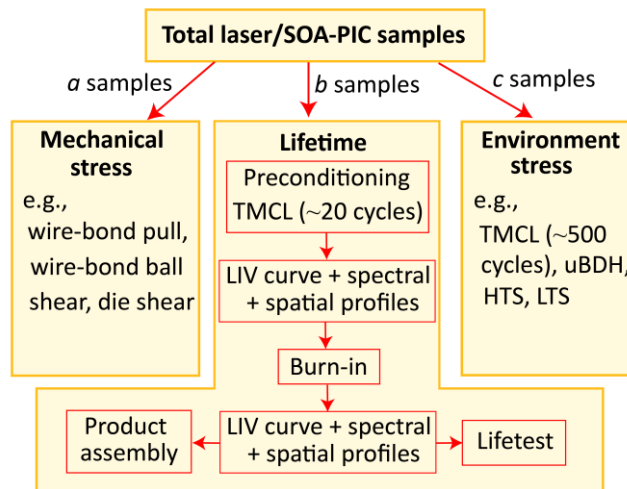 Total laser/SOA-PIC samples
a samples
b samples
c samples
Mechanical
stress
e.g.,
wire-bond pull,
wire-bond ball
shear, die shear
Lifetime
Preconditioning
TMCL (~20 cycles)
LIV curve + spectral
+ spatial profiles
Burn-in
LIV curve + spectral
+ spatial profiles
Product
assembly
Lifetest
Environment
stress
e.g.,
TMCL (~500
cycles), uBDH,
HTS, LTS